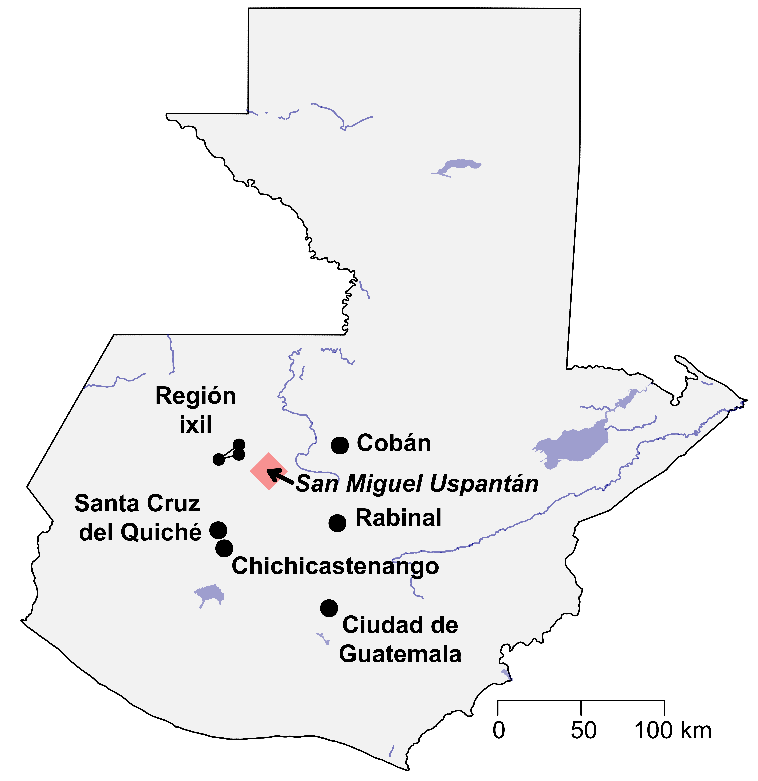 Región
ixil
Cobán
San Miguel Uspantán
Santa Cruz
del Quiché
Rabinal
Chichicastenango
Ciudad de
Guatemala
0 50 100 km